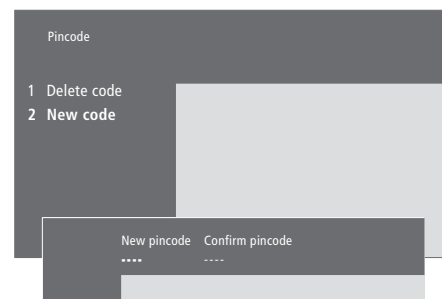 Pincode
1 Delete code
2 New code
New pincode Confirm pincode
---- ----